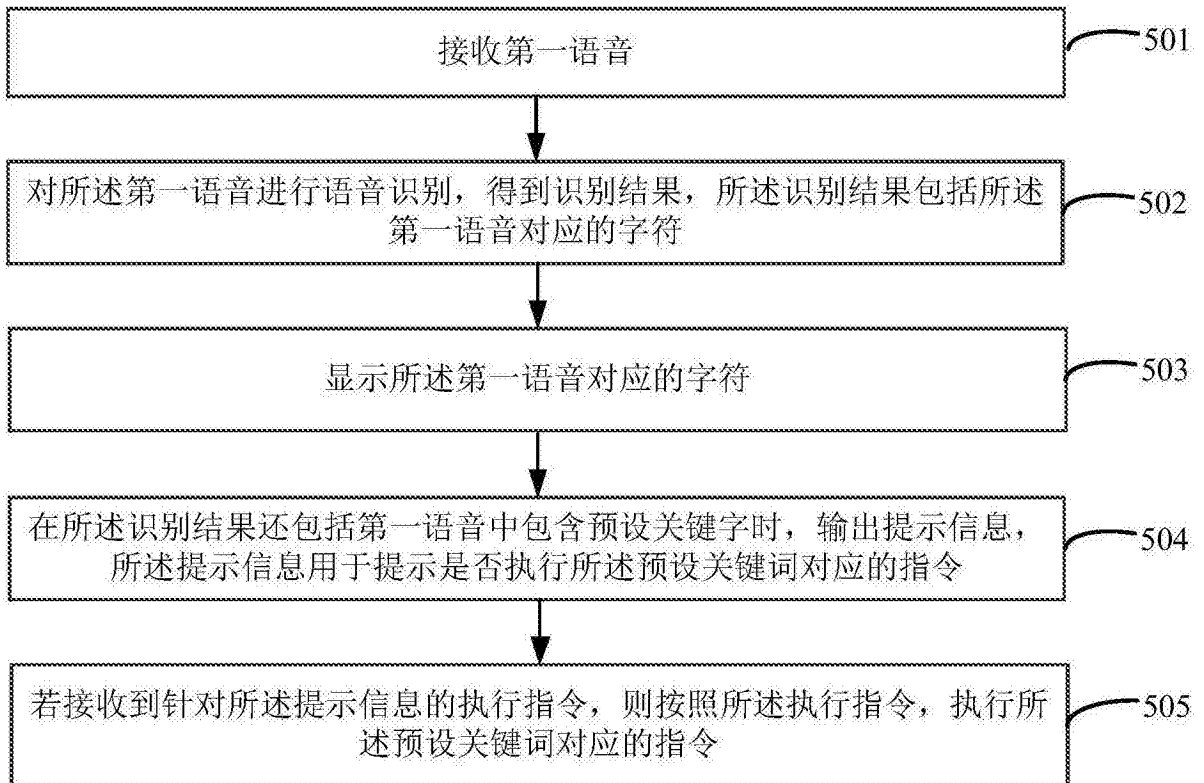 接收第一语音
501
对所述第一语音进行语音识别，得到识别结果，所述识别结果包括所述
第一语音对应的字符
502
显示所述第一语音对应的字符
503
在所述识别结果还包括第一语音中包含预设关键字时，输出提示信息，
所述提示信息用于提示是否执行所述预设关键词对应的指令
504
若接收到针对所述提示信息的执行指令，则按照所述执行指令，执行所
述预设关键词对应的指令
505